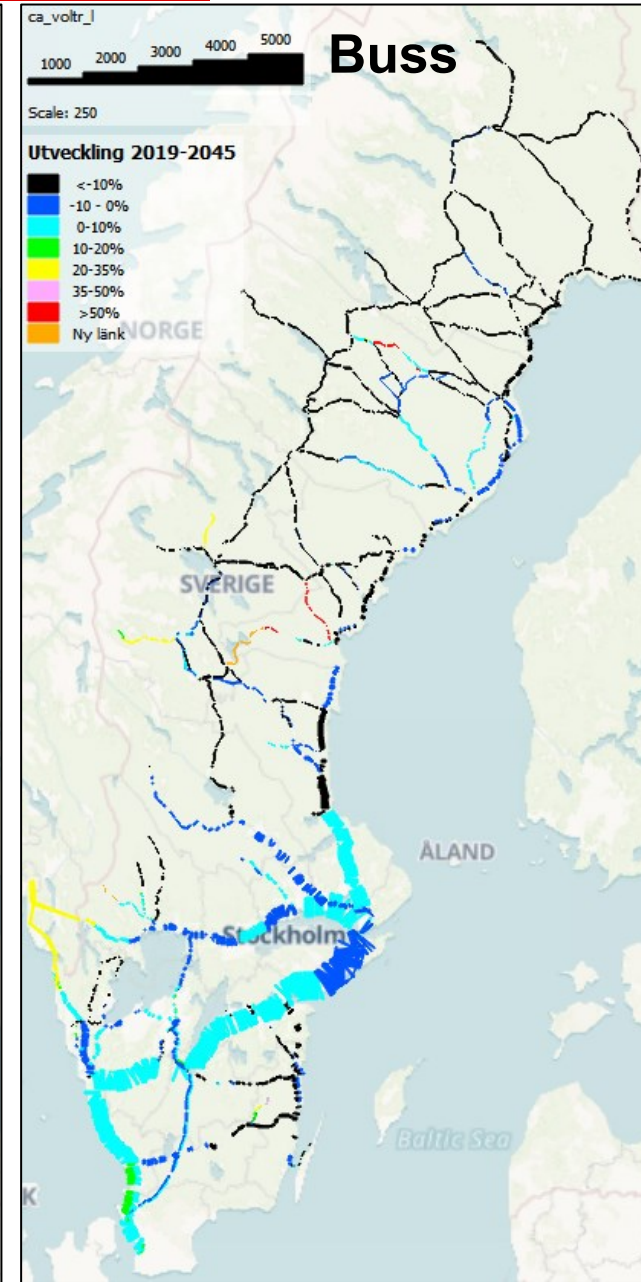 ca_voltr_l
Buss
1000 2000 3000 4000 5000
Scale: 250
Utveckling 2019-2045
<-10%
-10 - 0%
0-10%
10-20%
20-35%
35-50%
>50%
Ny länk
NORGE
SVERIGE
ÅLAND
Stockholm
Baltic Sea
K